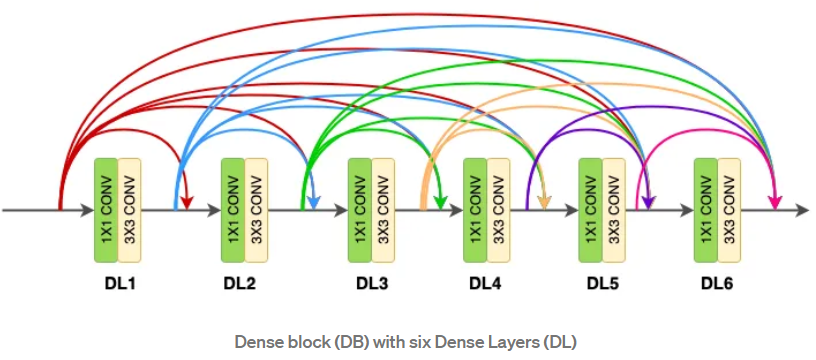 1X1 CONV
3X3 CONV
1X1 CONV
3X3 CONV
1X1 CONV
3X3 CONV
1X1 CONV
3X3 CONV
1X1 CONV
3X3 CONV
1X1 CONV
3X3 CONV
DL1
DL2
DL3
DL4
DL5
DL6
Dense block (DB) with six Dense Layers (DL)